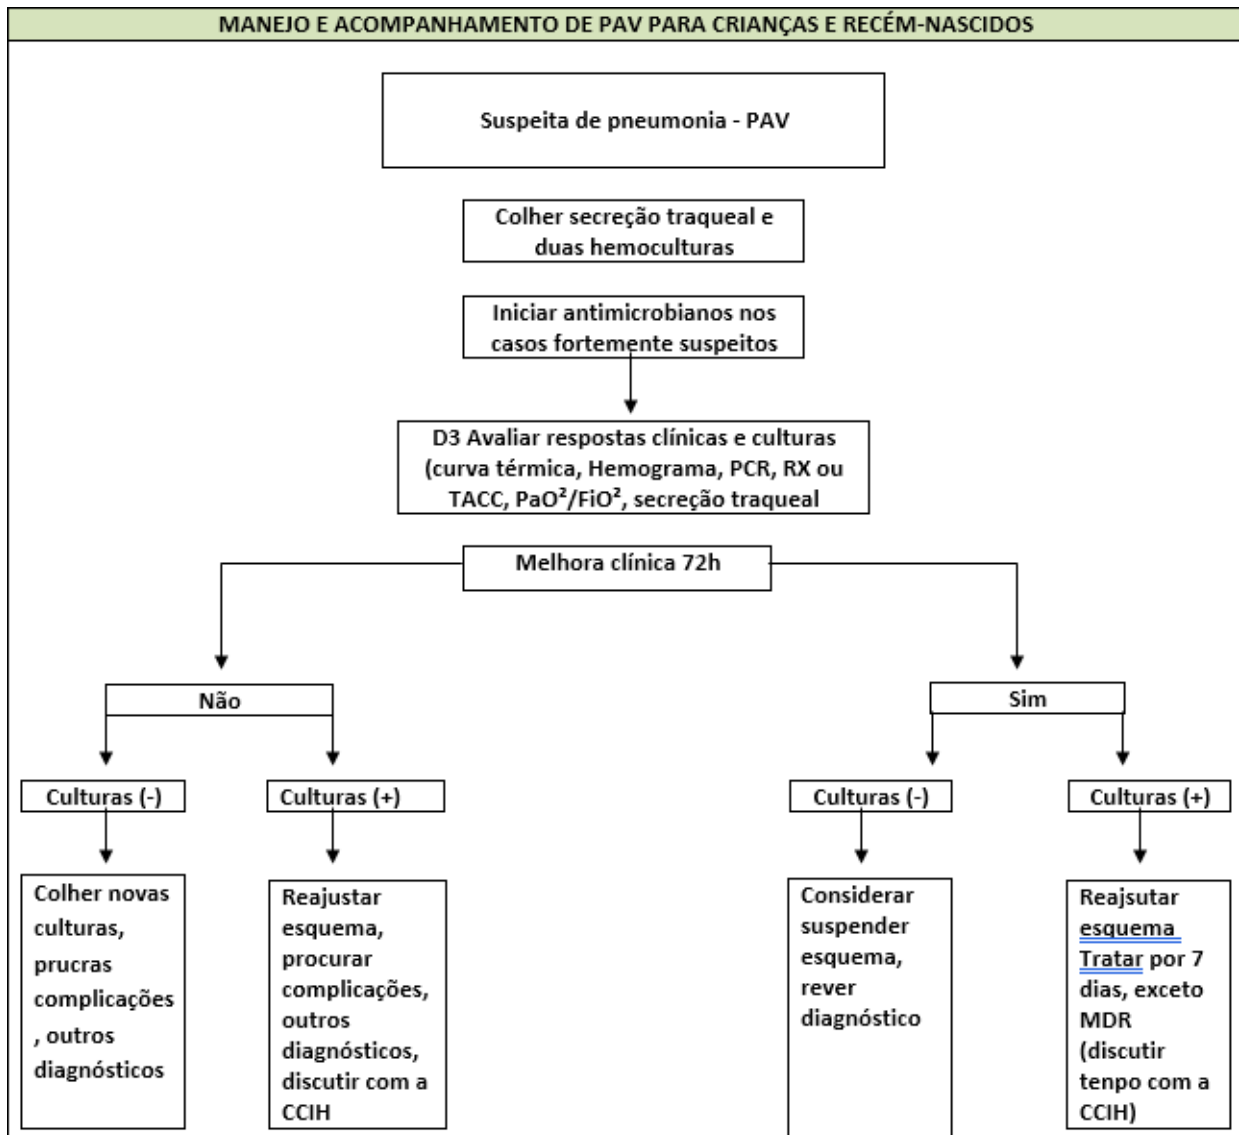 MANEJO E ACOMPANHAMENTO DE PAV PARA CRIANÇAS E RECÉM-NASCIDOS
Suspeita de pneumonia - PAV
Colher secreção traqueal e
duas hemoculturas
Iniciar antimicrobianos nos
casos fortemente suspeitos
D3 Avaliar respostas clínicas e culturas
(curva térmica, Hemograma, PCR, RX ou
TACC, PaO²/FiO², secreção traqueal
Melhora clínica 72h
Não
Sim
Culturas (-)
Culturas (+)
Culturas (-)
Culturas (+)
Colher novas
culturas,
prucras
complicações
, outros
diagnósticos
Reajustar
esquema,
procurar
complicações,
outros
diagnósticos,
discutir com a
CCIH
Considerar
suspender
esquema,
rever
diagnóstico
Reajsutar
esquema
Tratar por 7
dias, exceto
MDR
(discutir
tenpo com a
CCIH)